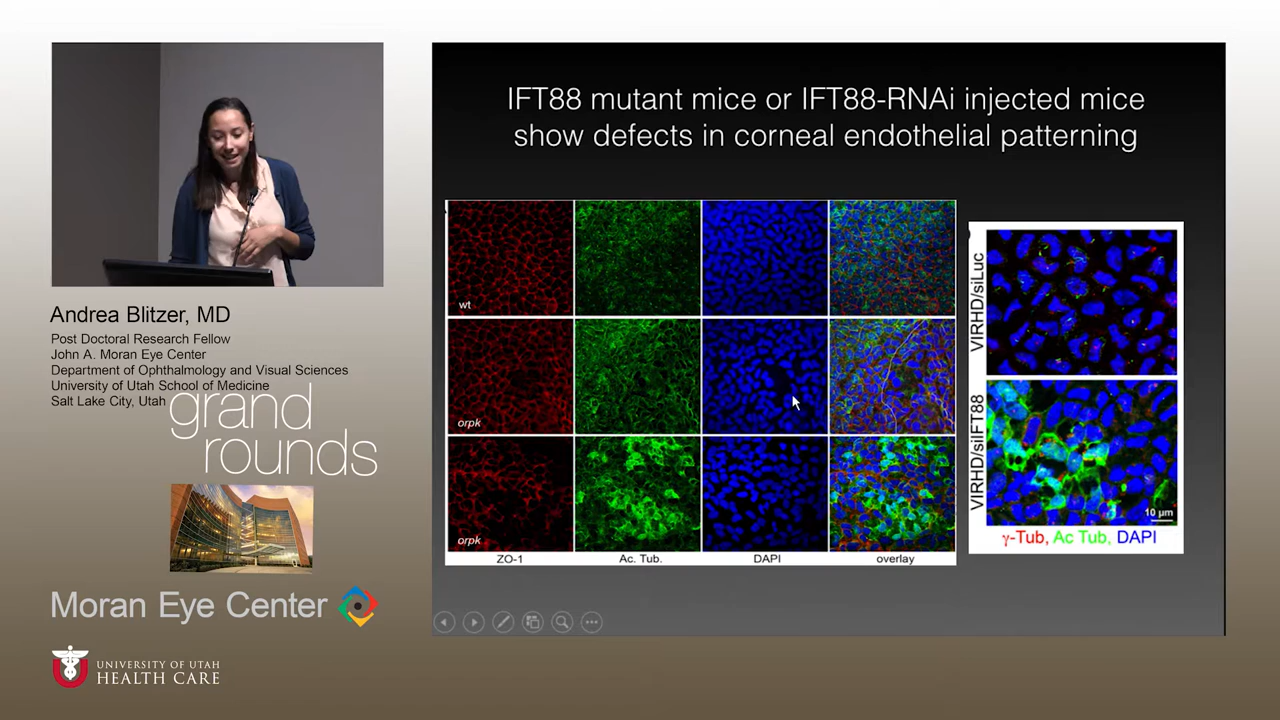 IFT88 mutant mice or IFT88-RNAi injected mice
show defects in corneal endothelial patterning
wt
orpk
orpk
ZO-1
Ac. Tub.
DAPI
overlay
VIRHD/siLuc
VIRHD/siIFT88
10 µm
γ-Tub, Ac Tub, DAPI
Andrea Blitzer, MD
Post Doctoral Research Fellow
John A. Moran Eye Center
Department of Ophthalmology and Visual Sciences
University of Utah School of Medicine
Salt Lake City, Utah
grand
rounds
Moran Eye Center
UNIVERSITY OF UTAH
HEALTH CARE